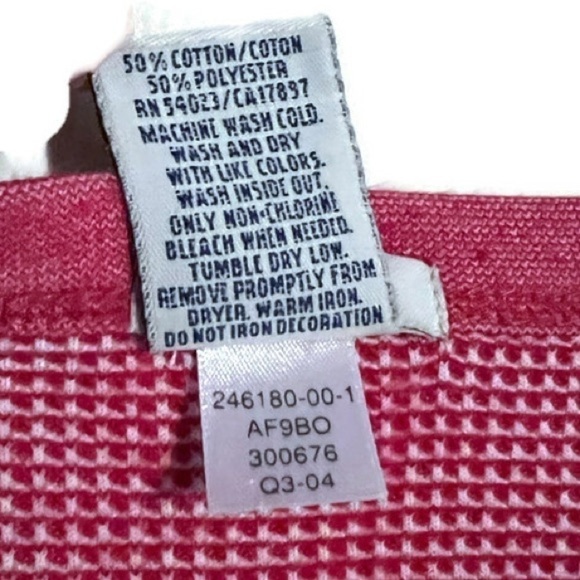 50% COTTON/COTON
50% POLYESTER
RN 54023/CA17897
MACHINE WASH COLD.
WASH AND DRY
WITH LIKE COLORS.
WASH INSIDE OUT.
ONLY NON-CHLORINE
BLEACH WHEN NEEDED.
TUMBLE DRY LOW.
REMOVE PROMPTLY FROM
DRYER. WARM IRON.
DO NOT IRON DECORATION
246180-00-1
AF9BO
300676
Q3-04